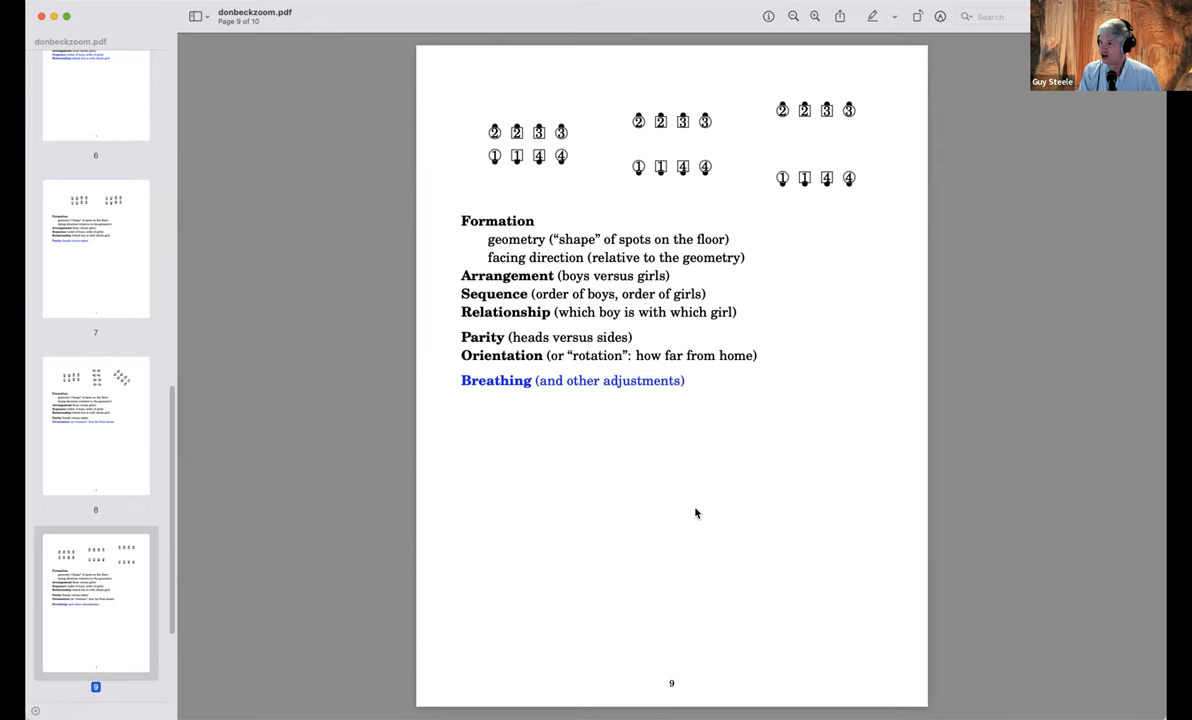 donbeckzoom.pdf
Page 9 of 10
Search
donbeckzoom.pdf
Guy Steele
6
7
8
9
2 2 3 3
1 1 4 4
2 2 3 3
1 1 4 4
2 2 3 3
1 1 4 4
Formation
geometry (“shape” of spots on the floor)
facing direction (relative to the geometry)
Arrangement (boys versus girls)
Sequence (order of boys, order of girls)
Relationship (which boy is with which girl)
Parity (heads versus sides)
Orientation (or “rotation”: how far from home)
Breathing (and other adjustments)
9